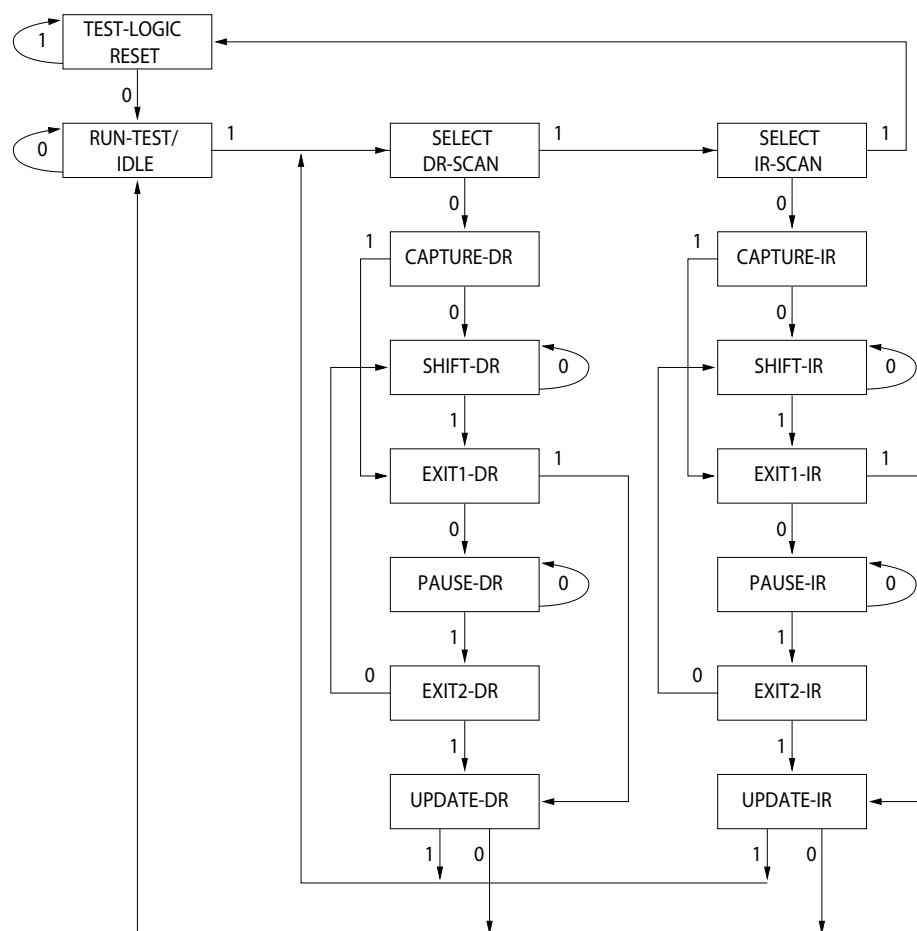 TEST-LOGIC
RESET
1
0
RUN-TEST/
IDLE
0
1
SELECT
DR-SCAN
1
SELECT
IR-SCAN
1
0
0
1
CAPTURE-DR
1
CAPTURE-IR
0
0
SHIFT-DR
0
SHIFT-IR
0
1
1
EXIT1-DR
1
EXIT1-IR
1
0
0
PAUSE-DR
0
PAUSE-IR
0
1
1
0
EXIT2-DR
0
EXIT2-IR
1
1
UPDATE-DR
UPDATE-IR
1
0
1
0